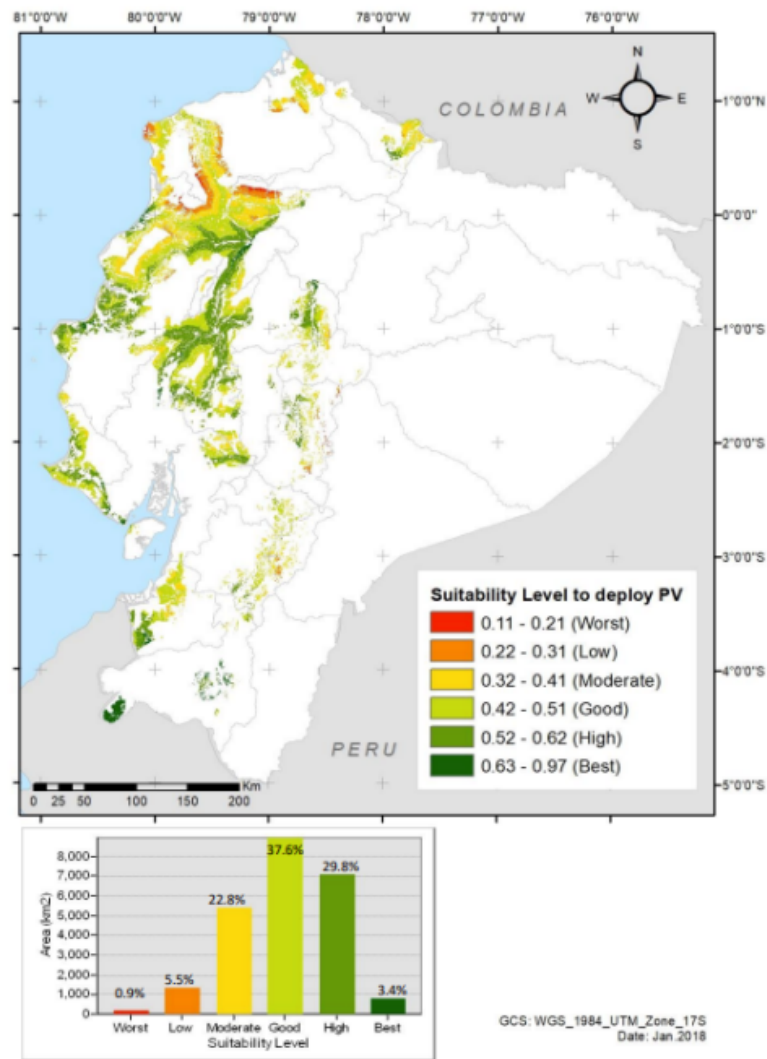 81°0'0"W 80°0'0"W 79°0'0"W 78°0'0"W 77°0'0"W 76°0'0"W
N
W E
S
COLOMBIA
1°0'0"N
0°0'0"
1°0'0"S
2°0'0"S
3°0'0"S
4°0'0"S
5°0'0"S
PERU
Suitability Level to deploy PV
0.11 - 0.21 (Worst)
0.22 - 0.31 (Low)
0.32 - 0.41 (Moderate)
0.42 - 0.51 (Good)
0.52 - 0.62 (High)
0.63 - 0.97 (Best)
Km
0 25 50 100 150 200
Area (km2)
8,000
7,000
6,000
5,000
4,000
3,000
2,000
1,000
0
0.9% 5.5% 22.8% 37.6% 29.8% 3.4%
Worst Low Moderate Good High Best
Suitability Level
GCS: WGS_1984_UTM_Zone_17S
Date: Jan.2018